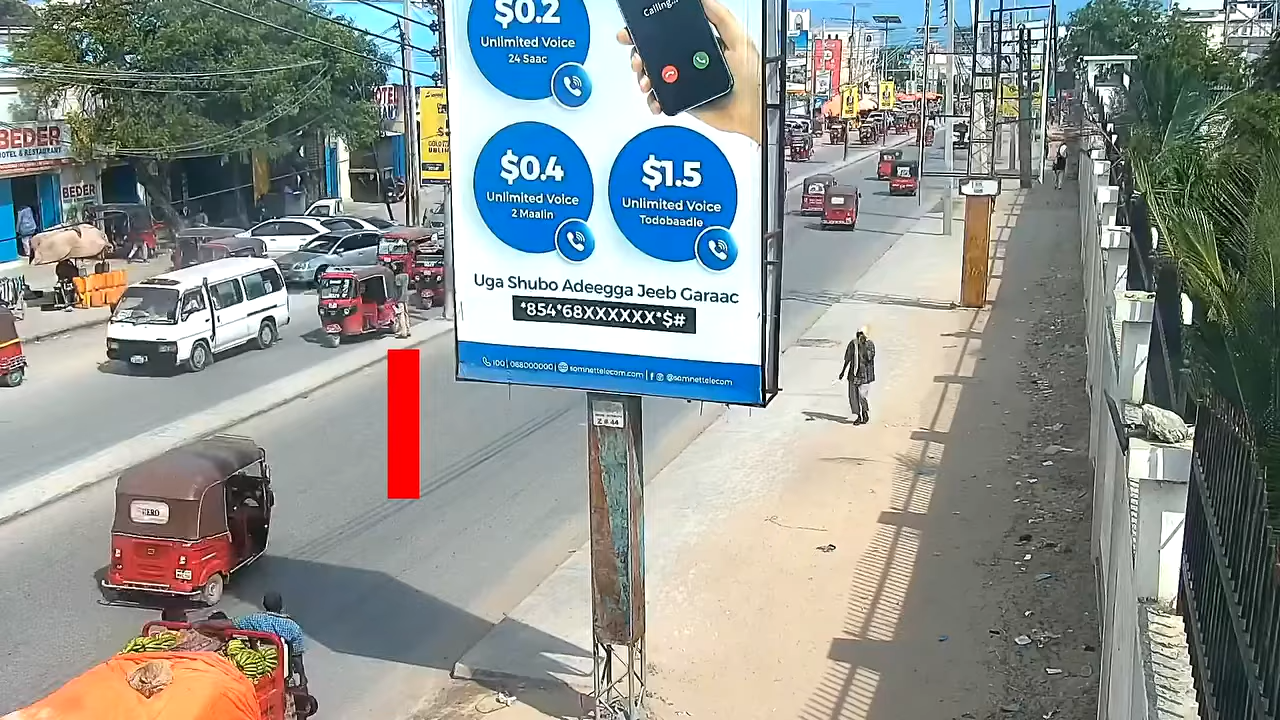 $0.2
Unlimited Voice
24 Saac
Calling...
$0.4
Unlimited Voice
2 Maalin
$1.5
Unlimited Voice
Todobaadle
Uga Shubo Adeegga Jeeb Garaac
*854*68XXXXXX*$#
100 | 068000000 | somnettelecom.com | @somnettelecom
BEDER
HOTEL & RESTAURANT
BEDER
HERO